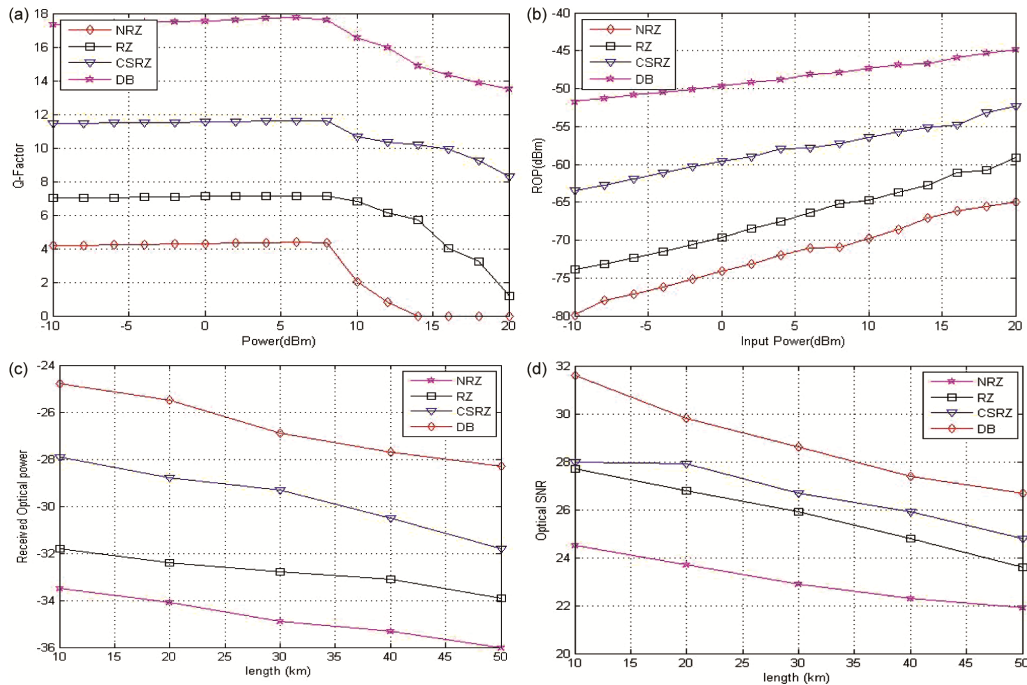 (a)
Q-Factor
18
16
14
12
10
8
6
4
2
0
NRZ
RZ
CSRZ
DB
-10
-5
0
5
10
15
20
Power(dBm)
(b)
ROP(dBm)
-40
-45
-50
-55
-60
-65
-70
-75
-80
NRZ
RZ
CSRZ
DB
-10
-5
0
5
10
15
20
Input Power(dBm)
(c)
Received Optical power
-24
-26
-28
-30
-32
-34
-36
NRZ
RZ
CSRZ
DB
10
15
20
25
30
35
40
45
50
length (km)
(d)
Optical SNR
32
30
28
26
24
22
20
NRZ
RZ
CSRZ
DB
10
15
20
25
30
35
40
45
50
length (km)